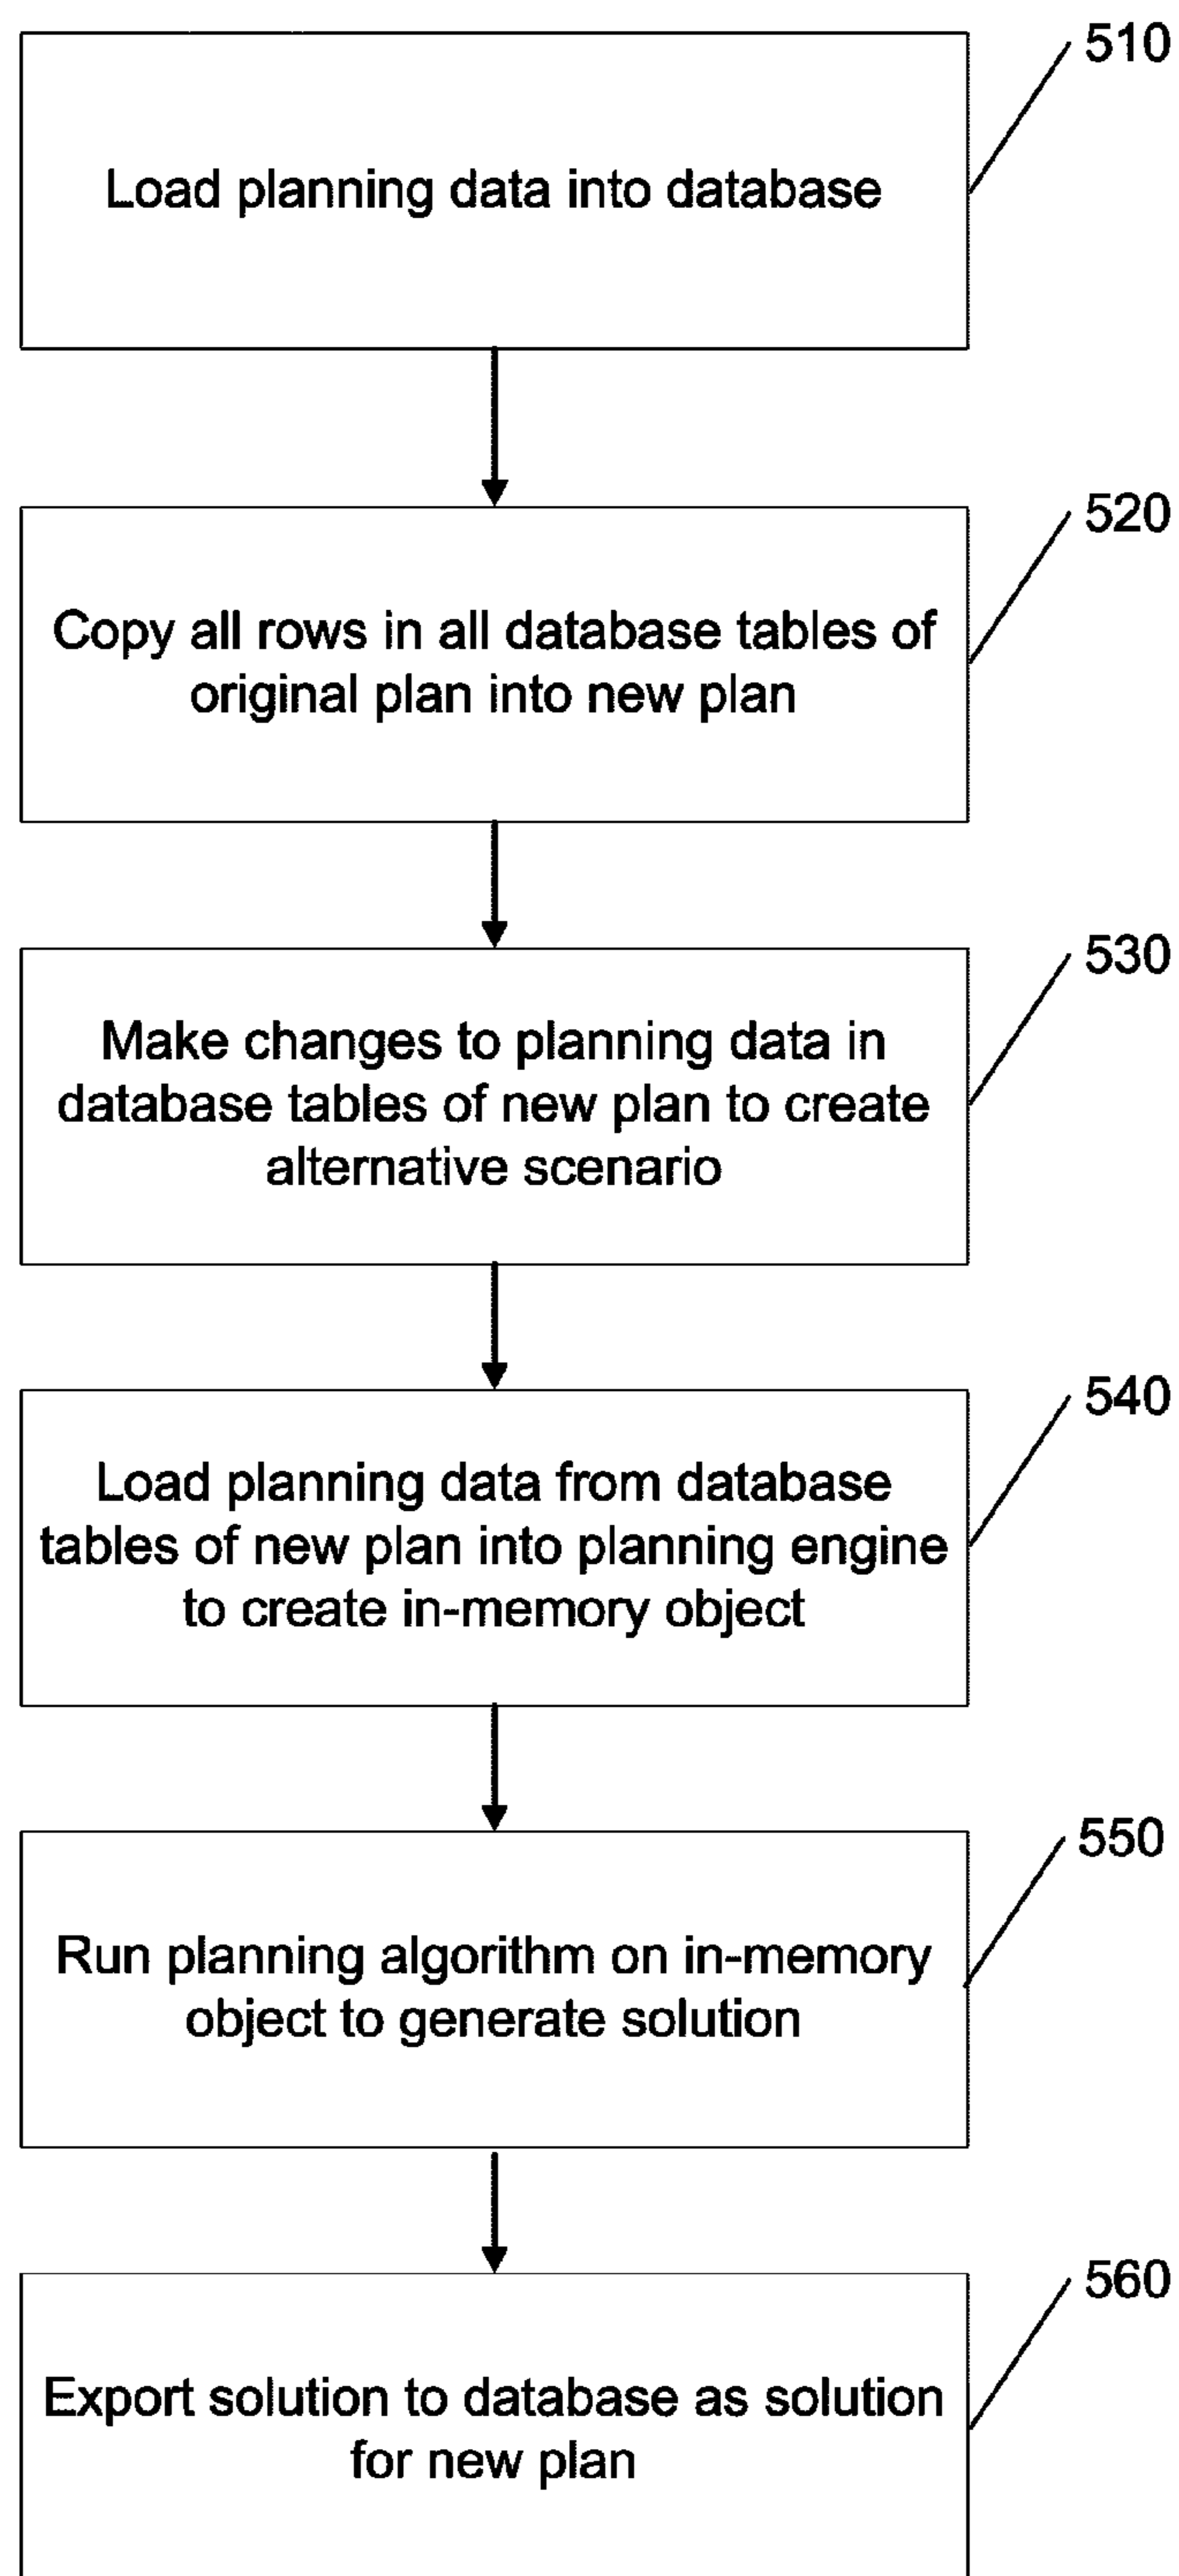 510
Load planning data into database
520
Copy all rows in all database tables of
original plan into new plan
530
Make changes to planning data in
database tables of new plan to create
alternative scenario
540
Load planning data from database
tables of new plan into planning engine
to create in-memory object
550
Run planning algorithm on in-memory
object to generate solution
560
Export solution to database as solution
for new plan